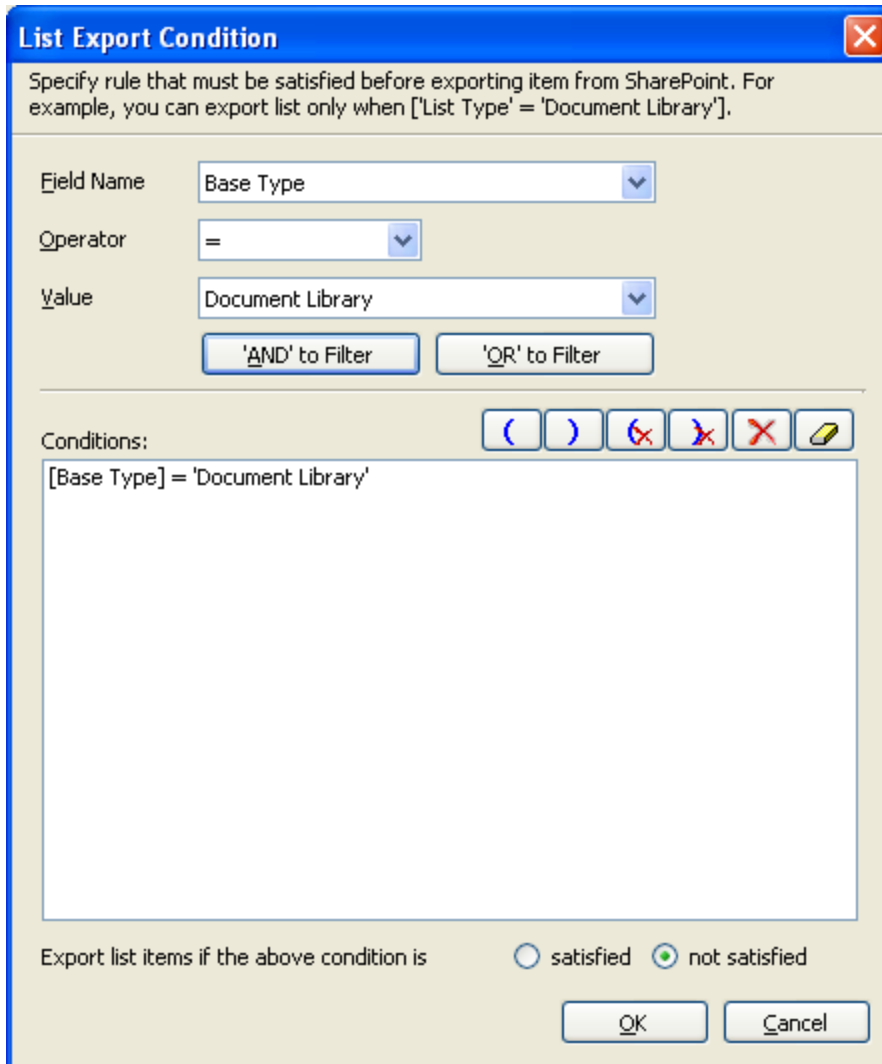 List Export Condition
Specify rule that must be satisfied before exporting item from SharePoint. For
example, you can export list only when ['List Type' = 'Document Library'].
Field Name
Base Type
Operator
=
Value
Document Library
'AND' to Filter
'OR' to Filter
Conditions:
( ) ( )
[Base Type] = 'Document Library'
Export list items if the above condition is
satisfied
not satisfied
OK
Cancel